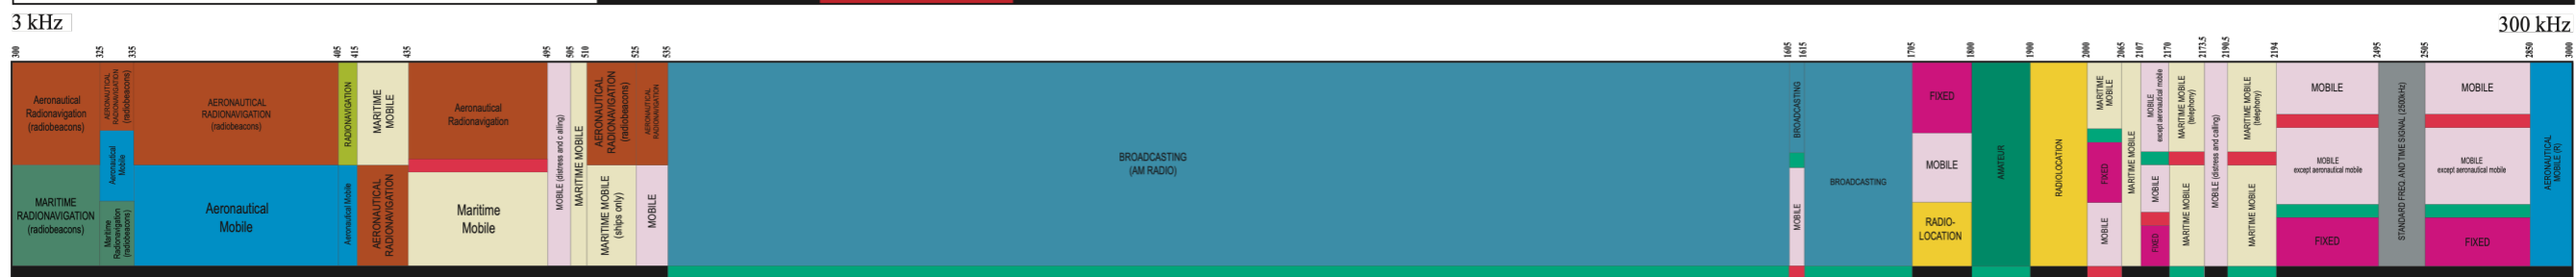 3 kHz
300 kHz
300
325
335
405
415
435
495
505
510
525
535
1605
1615
1705
1800
1900
2000
2065
2107
2170
2173.5
2190.5
2194
2495
2505
2850
3000
Aeronautical
Radionavigation
(radiobeacons)
MARITIME
RADIONAVIGATION
(radiobeacons)
AERONAUTICAL
RADIONAVIGATION
(radiobeacons)
Aeronautical
Mobile
Maritime
Radionavigation
(radiobeacons)
AERONAUTICAL
RADIONAVIGATION
(radiobeacons)
Aeronautical
Mobile
RADIONAVIGATION
Aeronautical Mobile
MARITIME
MOBILE
AERONAUTICAL
RADIONAVIGATION
Aeronautical
Radionavigation
Maritime
Mobile
MOBILE (distress and c alling)
MARITIME MOBILE
AERONAUTICAL
RADIONAVIGATION
(radiobeacons)
MARITIME MOBILE
(ships only)
AERONAUTICAL
RADIONAVIGATION
MOBILE
BROADCASTING
(AM RADIO)
BROADCASTING
MOBILE
BROADCASTING
FIXED
MOBILE
RADIO-
LOCATION
AMATEUR
RADIOLOCATION
MARITIME
MOBILE
FIXED
MOBILE
MARITIME MOBILE
MOBILE
except aeronautical mobile
MOBILE
FIXED
MARITIME MOBILE
(telephony)
MARITIME MOBILE
MOBILE (distress and calling)
MARITIME MOBILE
(telephony)
MARITIME MOBILE
MOBILE
MOBILE
except aeronautical mobile
FIXED
STANDARD FREQ. AND TIME SIGNAL (2500kHz)
MOBILE
MOBILE
except aeronautical mobile
FIXED
AERONAUTICAL
MOBILE (R)